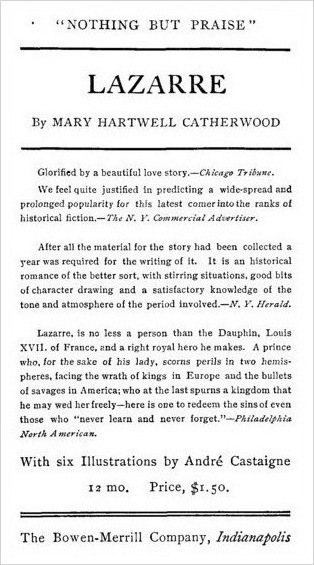 "NOTHING BUT PRAISE"
LAZARRE
By MARY HARTWELL CATHERWOOD
Glorified by a beautiful love story.—Chicago Tribune.
We feel quite justified in predicting a wide-spread and
prolonged popularity for this latest comer into the ranks of
historical fiction.—The N. Y. Commercial Advertiser.
After all the material for the story had been collected a
year was required for the writing of it. It is an historical
romance of the better sort, with stirring situations, good bits
of character drawing and a satisfactory knowledge of the
tone and atmosphere of the period involved.—N. Y. Herald.
Lazarre, is no less a person than the Dauphin, Louis
XVII. of France, and a right royal hero he makes. A prince
who, for the sake of his lady, scorns perils in two hemis-
pheres, facing the wrath of kings in Europe and the bullets
of savages in America; who at the last spurns a kingdom that
he may wed her freely—here is one to redeem the sins of even
those who "never learn and never forget."—Philadelphia
North American.
With six Illustrations by André Castaigne
12 mo. Price, $1.50.
The Bowen-Merrill Company, Indianapolis